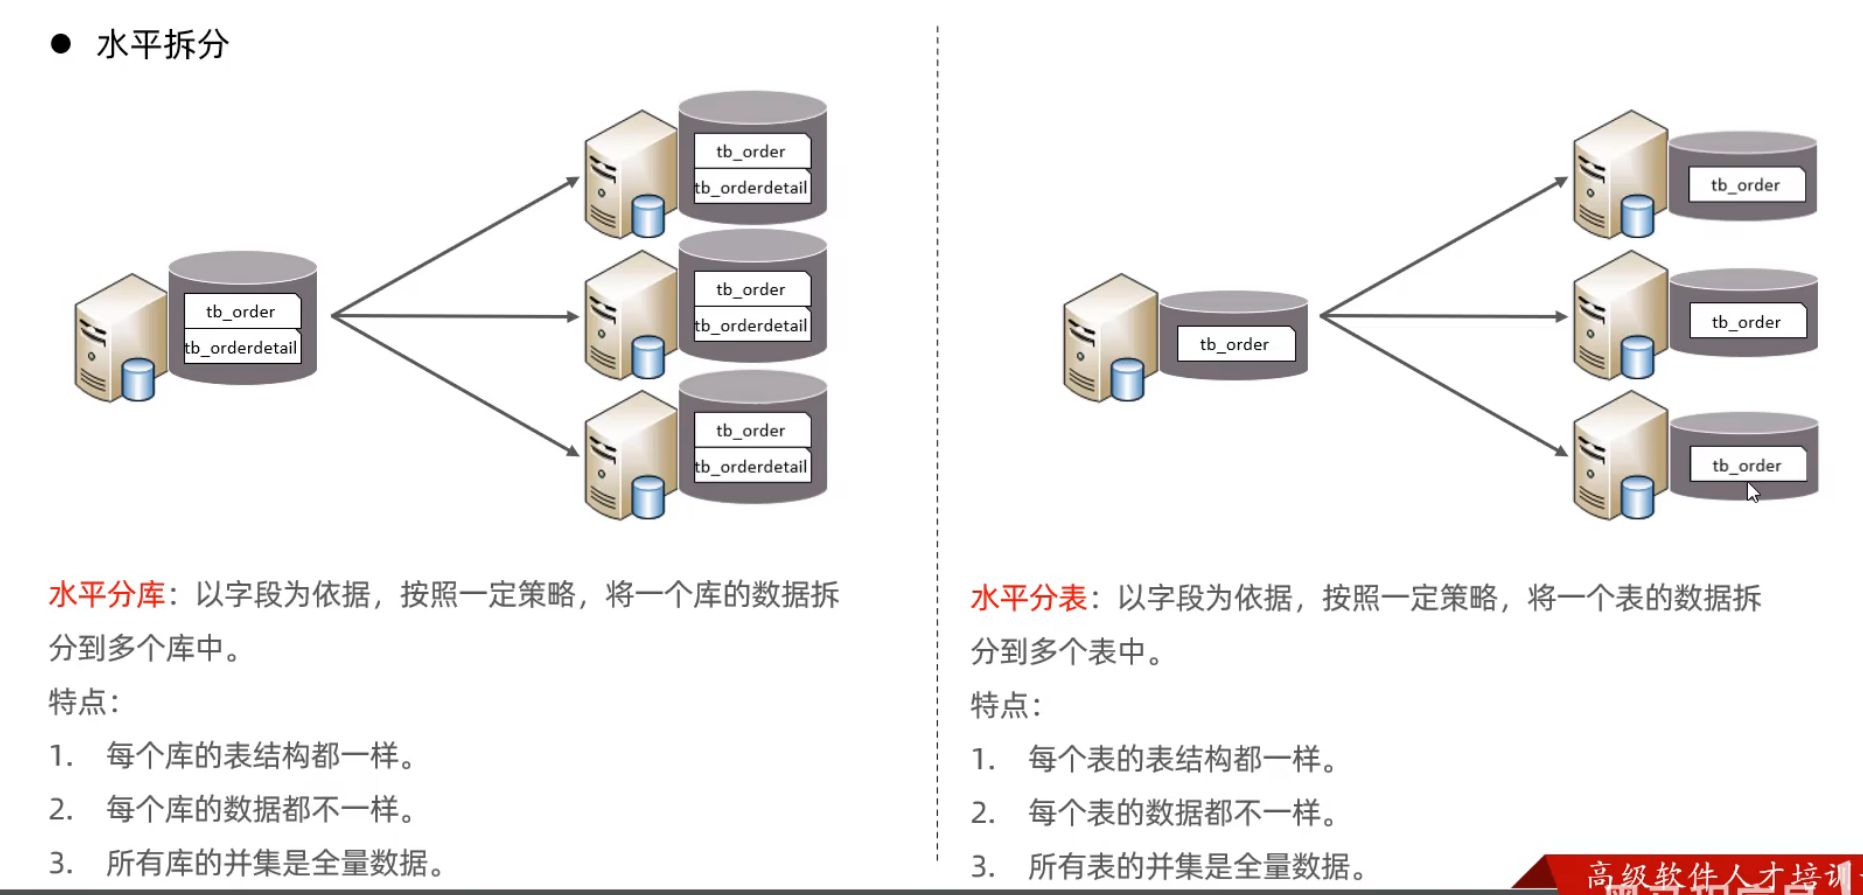 ● 水平拆分
tb_order
tb_orderdetail
tb_order
tb_orderdetail
tb_order
tb_orderdetail
tb_order
tb_orderdetail
水平分库：以字段为依据，按照一定策略，将一个库的数据拆
分到多个库中。
特点：
1. 每个库的表结构都一样。
2. 每个库的数据都不一样。
3. 所有库的并集是全量数据。
tb_order
tb_order
tb_order
tb_order
水平分表：以字段为依据，按照一定策略，将一个表的数据拆
分到多个表中。
特点：
1. 每个表的表结构都一样。
2. 每个表的数据都不一样。
3. 所有表的并集是全量数据。
高级软件人才培训